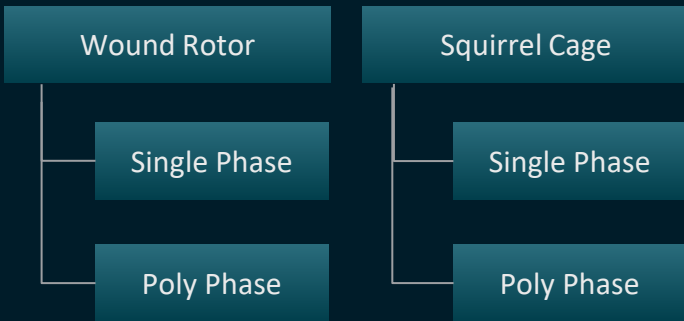 Wound Rotor
Single Phase
Poly Phase
Squirrel Cage
Single Phase
Poly Phase